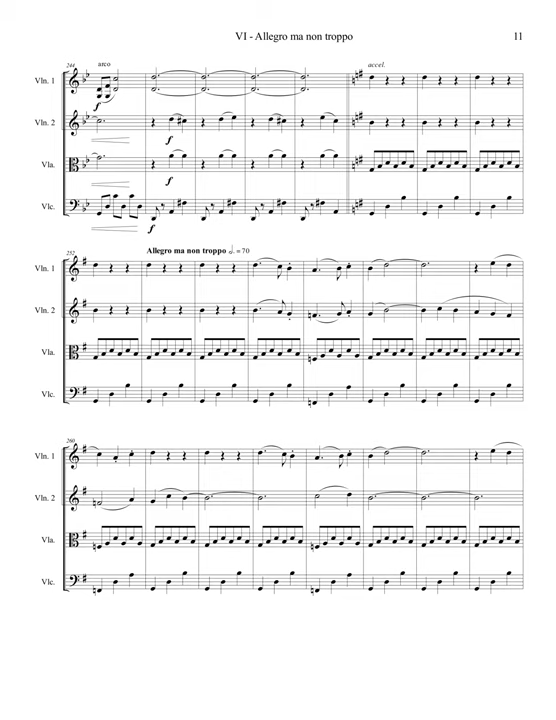 VI - Allegro ma non troppo 11
244 arco accel.
Vln. 1
f
Vln. 2
f
Vla.
f
Vlc.
f
252 Allegro ma non troppo 𝅗𝅥. = 70
Vln. 1
Vln. 2
Vla.
Vlc.
260
Vln. 1
Vln. 2
Vla.
Vlc.